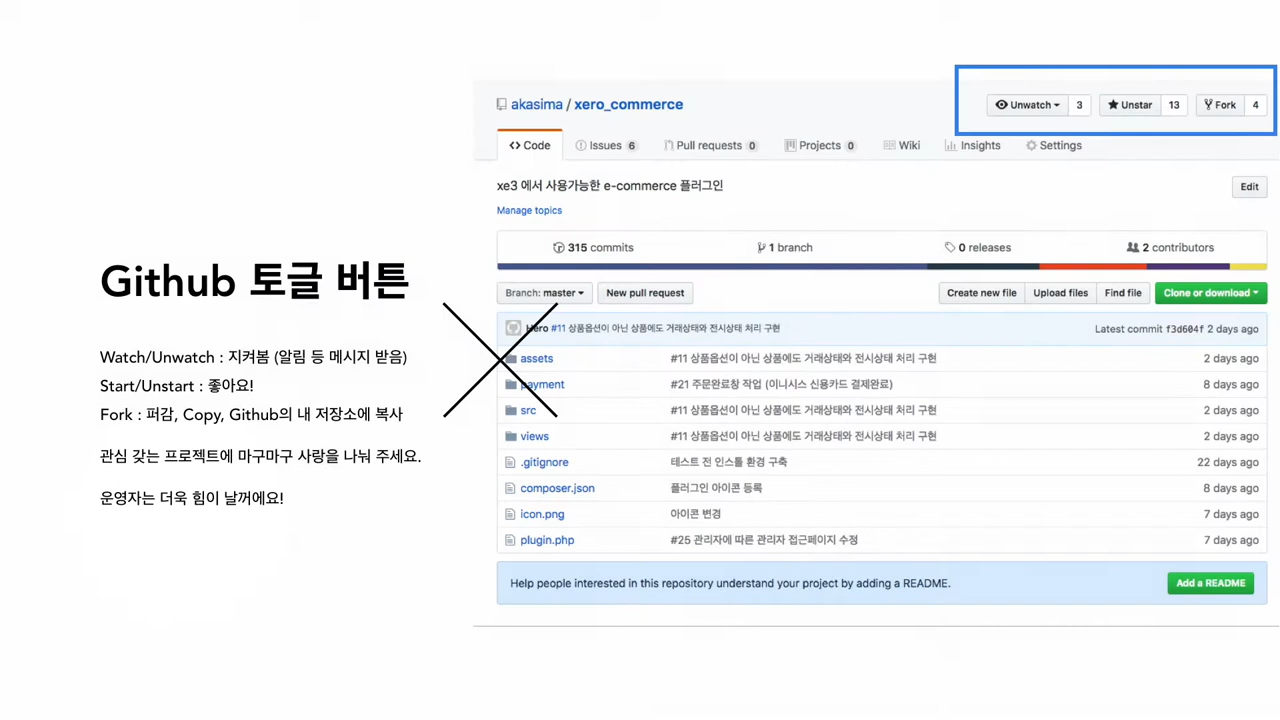 Github 토글 버튼
Watch/Unwatch : 지켜봄 (알림 등 메시지 받음)
Start/Unstart : 좋아요!
Fork : 퍼감, Copy, Github의 내 저장소에 복사
관심 갖는 프로젝트에 마구마구 사랑을 나눠 주세요.
운영자는 더욱 힘이 날꺼에요!
akasima / xero_commerce
Unwatch 3 Unstar 13 Fork 4
Code Issues 6 Pull requests 0 Projects 0 Wiki Insights Settings
xe3 에서 사용가능한 e-commerce 플러그인 Edit
Manage topics
315 commits 1 branch 0 releases 2 contributors
Branch: master New pull request Create new file Upload files Find file Clone or download
Hero #11 상품옵션이 아닌 상품에도 거래상태와 전시상태 처리 구현 Latest commit f3d604f 2 days ago
assets #11 상품옵션이 아닌 상품에도 거래상태와 전시상태 처리 구현 2 days ago
payment #21 주문완료창 작업 (이니시스 신용카드 결제완료) 8 days ago
src #11 상품옵션이 아닌 상품에도 거래상태와 전시상태 처리 구현 2 days ago
views #11 상품옵션이 아닌 상품에도 거래상태와 전시상태 처리 구현 2 days ago
.gitignore 테스트 전 인스톨 환경 구축 22 days ago
composer.json 플러그인 아이콘 등록 8 days ago
icon.png 아이콘 변경 7 days ago
plugin.php #25 관리자에 따른 관리자 접근페이지 수정 7 days ago
Help people interested in this repository understand your project by adding a README. Add a README